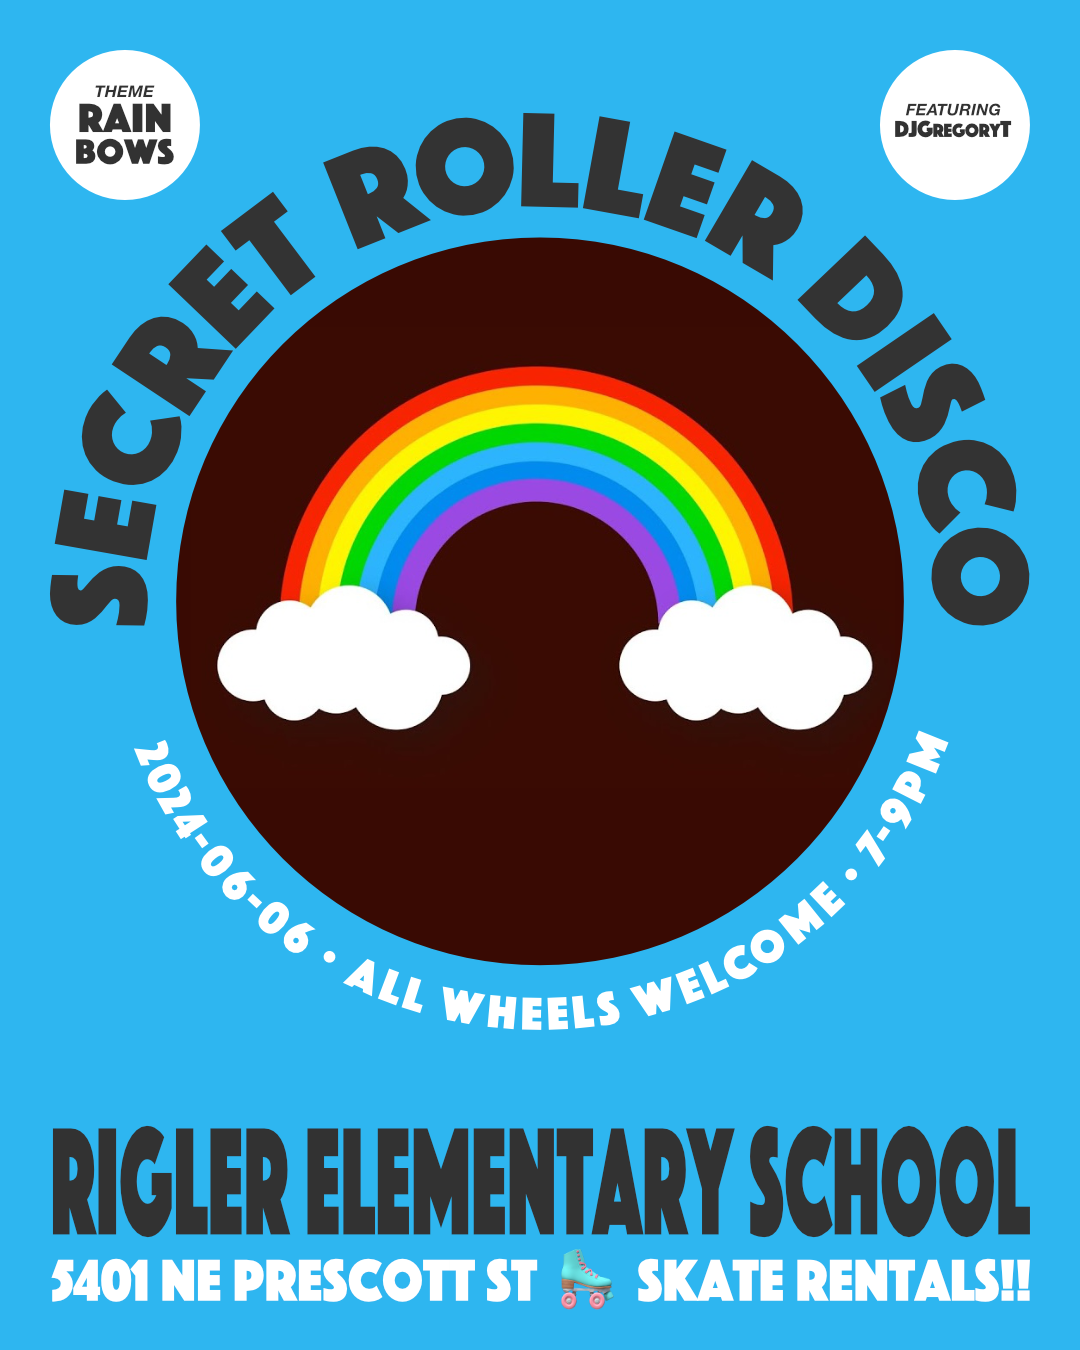 THEME
RAIN
BOWS
FEATURING
DJGREGORYT
SECRET ROLLER DISCO
2024-06-06 • ALL WHEELS WELCOME • 7-9PM
RIGLER ELEMENTARY SCHOOL
5401 NE PRESCOTT ST 🛼 SKATE RENTALS!!